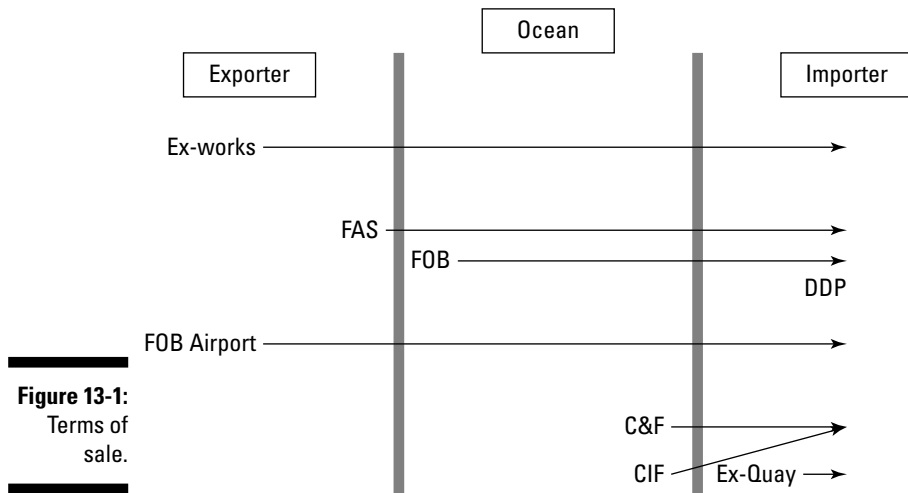 Ocean
Exporter
Importer
Ex-works
FAS
FOB
DDP
FOB Airport
Figure 13-1:
Terms of
sale.
C&F
CIF
Ex-Quay